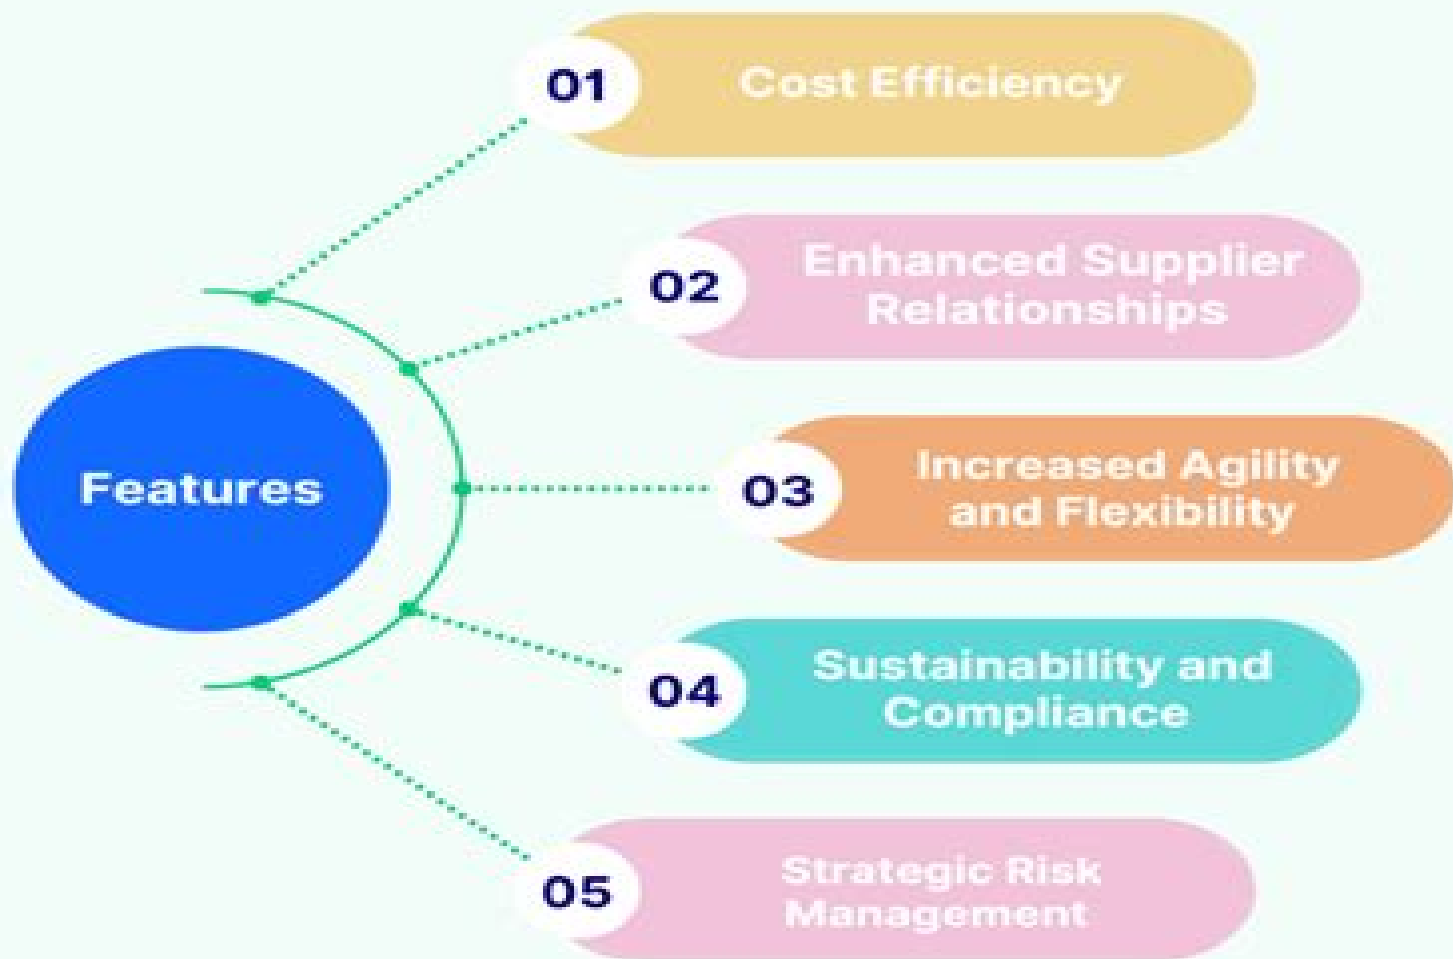 01
Cost Efficiency
02
Enhanced Supplier
Relationships
Features
03
Increased Agility
and Flexibility
04
Sustainability and
Compliance
05
Strategic Risk
Management